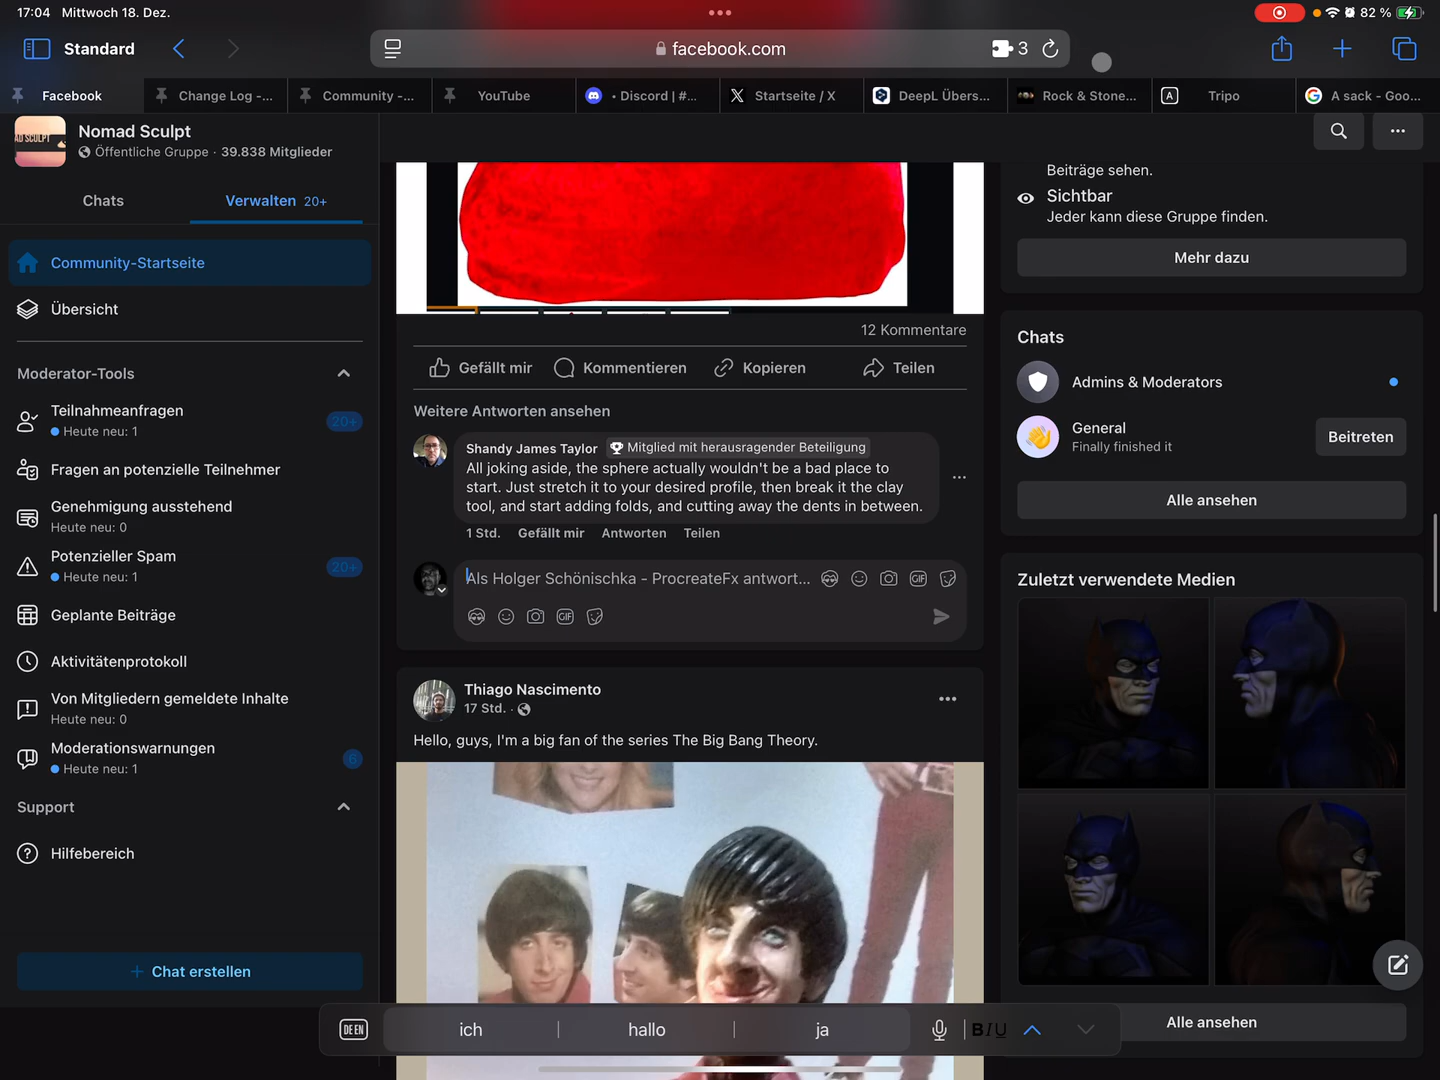 17:04 Mittwoch 18. Dez.
82 %
Standard
facebook.com
3
Facebook
Change Log -...
Community -...
YouTube
• Discord | #...
Startseite / X
DeepL Übers...
Rock & Stone...
A
Tripo
A sack - Goo...
Nomad Sculpt
Öffentliche Gruppe · 39.838 Mitglieder
Chats
Verwalten 20+
Community-Startseite
Übersicht
Moderator-Tools
Teilnahmeanfragen
Heute neu: 1
20+
Fragen an potenzielle Teilnehmer
Genehmigung ausstehend
Heute neu: 0
Potenzieller Spam
Heute neu: 1
20+
Geplante Beiträge
Aktivitätenprotokoll
Von Mitgliedern gemeldete Inhalte
Heute neu: 0
Moderationswarnungen
Heute neu: 1
6
Support
Hilfebereich
+ Chat erstellen
12 Kommentare
Gefällt mir
Kommentieren
Kopieren
Teilen
Weitere Antworten ansehen
Shandy James Taylor Mitglied mit herausragender Beteiligung
All joking aside, the sphere actually wouldn't be a bad place to
start. Just stretch it to your desired profile, then break it the clay
tool, and start adding folds, and cutting away the dents in between.
1 Std. Gefällt mir Antworten Teilen
Als Holger Schönischka - ProcreateFx antwort...
GIF
GIF
Thiago Nascimento
17 Std. ·
Hello, guys, I'm a big fan of the series The Big Bang Theory.
Beiträge sehen.
Sichtbar
Jeder kann diese Gruppe finden.
Mehr dazu
Chats
Admins & Moderators
General
Finally finished it
Beitreten
Alle ansehen
Zuletzt verwendete Medien
Alle ansehen
DE EN
ich
hallo
ja
B I U